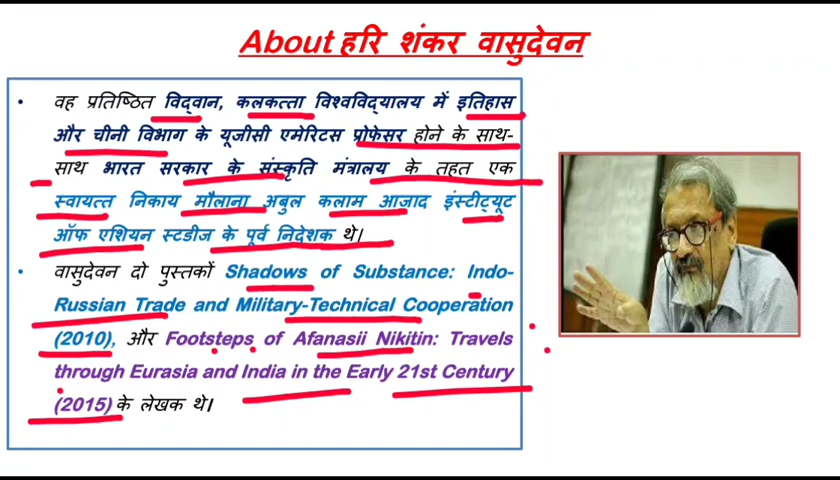 About हरि शंकर वासुदेवन
• वह प्रतिष्ठित विद्वान, कलकत्ता विश्वविद्यालय में इतिहास
और चीनी विभाग के यूजीसी एमेरिटस प्रोफेसर होने के साथ-
साथ भारत सरकार के संस्कृति मंत्रालय के तहत एक
स्वायत्त निकाय मौलाना अबुल कलाम आजाद इंस्टीट्यूट
ऑफ एशियन स्टडीज के पूर्व निदेशक थे।
• वासुदेवन दो पुस्तकों Shadows of Substance: Indo-
Russian Trade and Military-Technical Cooperation
(2010), और Footsteps of Afanasii Nikitin: Travels
through Eurasia and India in the Early 21st Century
(2015) के लेखक थे।